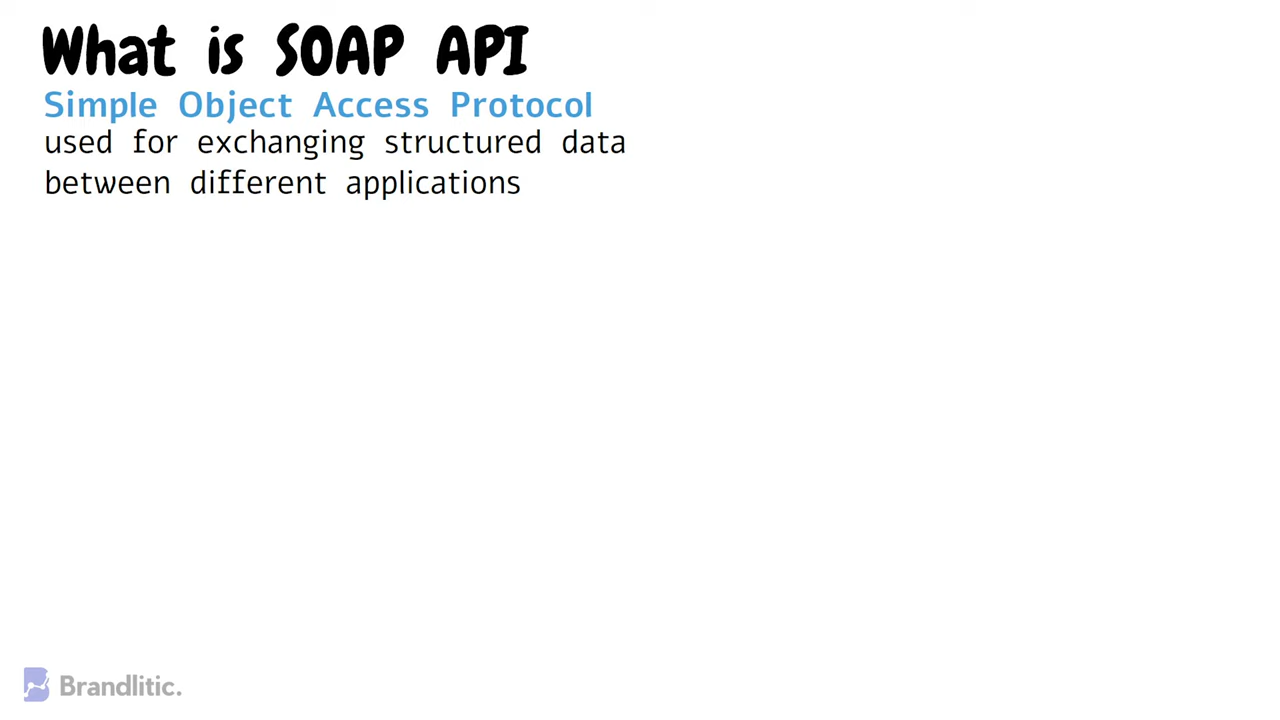 What is SOAP API
Simple Object Access Protocol
used for exchanging structured data
between different applications
Brandlitic.